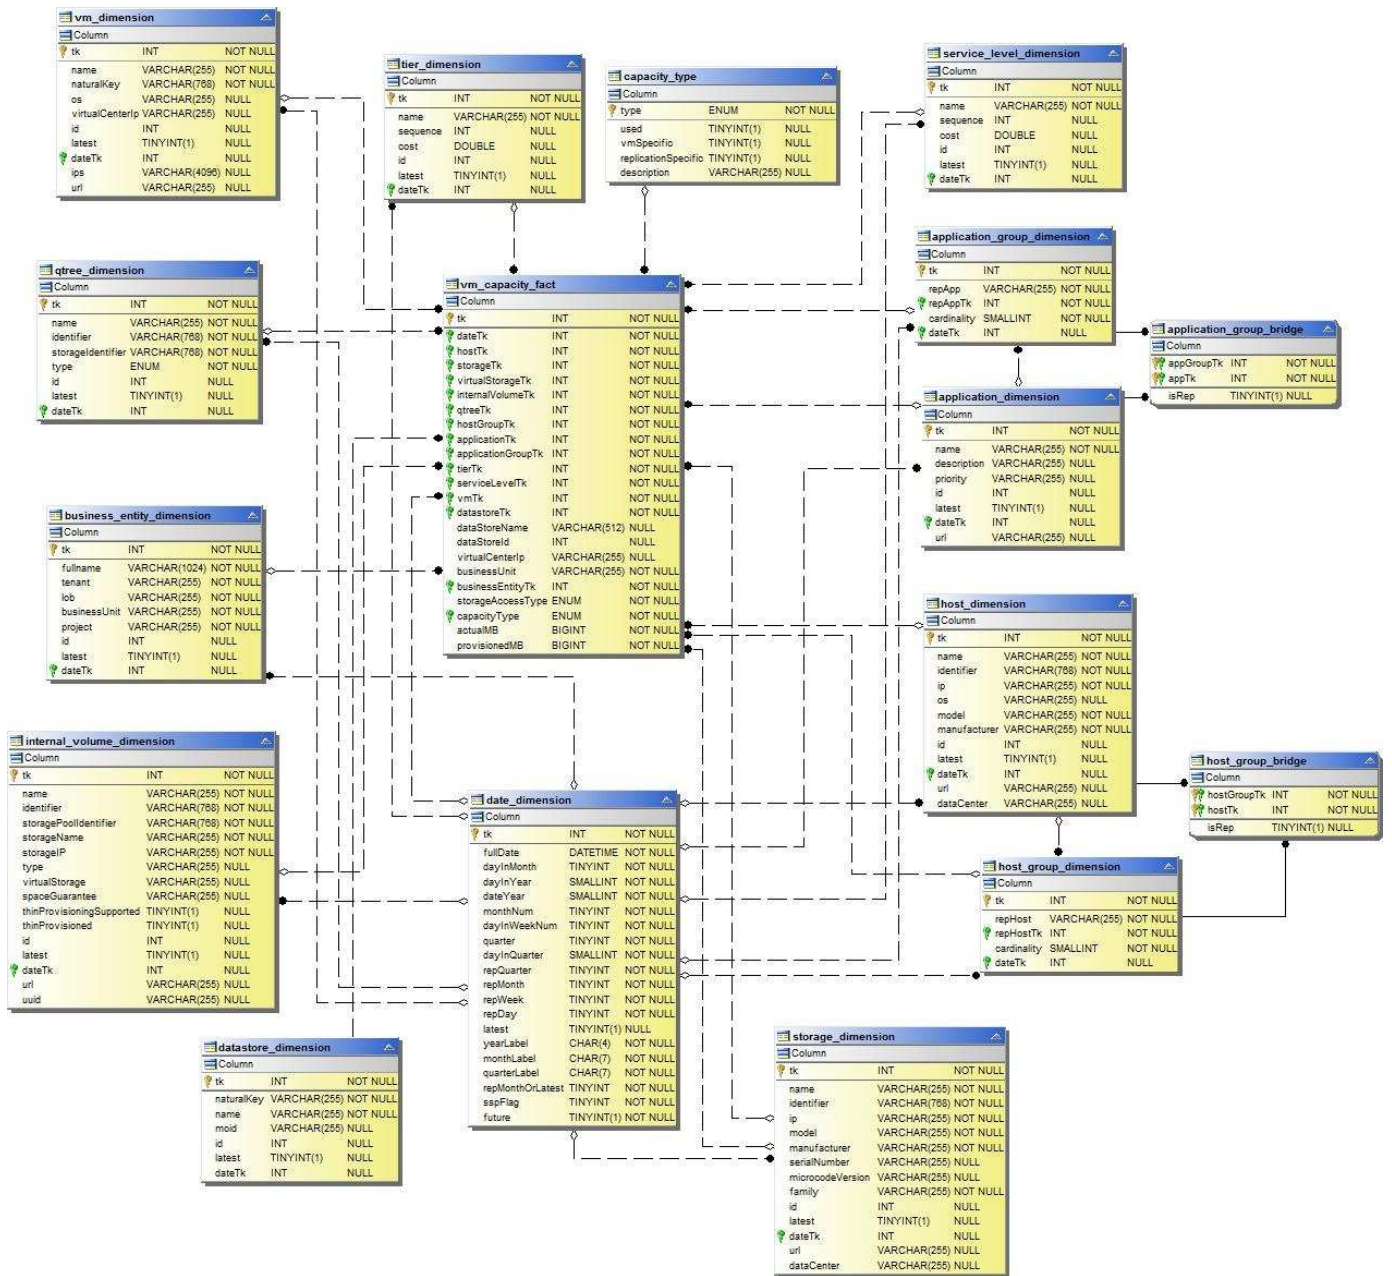 vm_dimension
Column
tk INT NOT NULL
name VARCHAR(255) NOT NULL
naturalKey VARCHAR(768) NOT NULL
os VARCHAR(255) NULL
virtualCenterIp VARCHAR(255) NULL
id INT NULL
latest TINYINT(1) NULL
dateTk INT NULL
ips VARCHAR(4096) NULL
url VARCHAR(255) NULL
tier_dimension
Column
tk INT NOT NULL
name VARCHAR(255) NOT NULL
sequence INT NULL
cost DOUBLE NULL
id INT NULL
latest TINYINT(1) NULL
dateTk INT NULL
capacity_type
Column
type ENUM NOT NULL
used TINYINT(1) NULL
vmSpecific TINYINT(1) NULL
replicationSpecific TINYINT(1) NULL
description VARCHAR(255) NULL
service_level_dimension
Column
tk INT NOT NULL
name VARCHAR(255) NOT NULL
sequence INT NULL
cost DOUBLE NULL
id INT NULL
latest TINYINT(1) NULL
dateTk INT NULL
application_group_dimension
Column
tk INT NOT NULL
repApp VARCHAR(255) NOT NULL
repAppTk INT NOT NULL
cardinality SMALLINT NOT NULL
dateTk INT NULL
application_group_bridge
Column
appGroupTk INT NOT NULL
appTk INT NOT NULL
isRep TINYINT(1) NULL
qtree_dimension
Column
tk INT NOT NULL
name VARCHAR(255) NOT NULL
identifier VARCHAR(768) NOT NULL
storageIdentifier VARCHAR(768) NOT NULL
type ENUM NOT NULL
id INT NULL
latest TINYINT(1) NULL
dateTk INT NULL
vm_capacity_fact
Column
tk INT NOT NULL
dateTk INT NOT NULL
hostTk INT NOT NULL
storageTk INT NOT NULL
virtualStorageTk INT NOT NULL
internalVolumeTk INT NOT NULL
qtreeTk INT NOT NULL
hostGroupTk INT NOT NULL
applicationTk INT NOT NULL
applicationGroupTk INT NOT NULL
tierTk INT NOT NULL
serviceLevelTk INT NOT NULL
vmTk INT NOT NULL
datastoreTk INT NOT NULL
dataStoreName VARCHAR(512) NULL
dataStoreId INT NULL
virtualCenterIp VARCHAR(255) NULL
businessUnit VARCHAR(255) NOT NULL
businessEntityTk INT NOT NULL
storageAccessType ENUM NOT NULL
capacityType ENUM NOT NULL
actualMB BIGINT NOT NULL
provisionedMB BIGINT NOT NULL
application_dimension
Column
tk INT NOT NULL
name VARCHAR(255) NOT NULL
description VARCHAR(255) NULL
priority VARCHAR(255) NULL
id INT NULL
latest TINYINT(1) NULL
dateTk INT NULL
url VARCHAR(255) NULL
business_entity_dimension
Column
tk INT NOT NULL
fullname VARCHAR(1024) NOT NULL
tenant VARCHAR(255) NOT NULL
lob VARCHAR(255) NOT NULL
businessUnit VARCHAR(255) NOT NULL
project VARCHAR(255) NOT NULL
id INT NULL
latest TINYINT(1) NULL
dateTk INT NULL
host_dimension
Column
tk INT NOT NULL
name VARCHAR(255) NOT NULL
identifier VARCHAR(768) NOT NULL
ip VARCHAR(255) NOT NULL
os VARCHAR(255) NULL
model VARCHAR(255) NOT NULL
manufacturer VARCHAR(255) NOT NULL
id INT NULL
latest TINYINT(1) NULL
dateTk INT NULL
url VARCHAR(255) NULL
dataCenter VARCHAR(255) NULL
host_group_bridge
Column
hostGroupTk INT NOT NULL
hostTk INT NOT NULL
isRep TINYINT(1) NULL
internal_volume_dimension
Column
tk INT NOT NULL
name VARCHAR(255) NOT NULL
identifier VARCHAR(768) NOT NULL
storagePoolIdentifier VARCHAR(768) NOT NULL
storageName VARCHAR(255) NOT NULL
storageIP VARCHAR(255) NOT NULL
type VARCHAR(255) NULL
virtualStorage VARCHAR(255) NULL
spaceGuarantee VARCHAR(255) NULL
thinProvisioningSupported TINYINT(1) NULL
thinProvisioned TINYINT(1) NULL
id INT NULL
latest TINYINT(1) NULL
dateTk INT NULL
url VARCHAR(255) NULL
uuid VARCHAR(255) NULL
date_dimension
Column
tk INT NOT NULL
fullDate DATETIME NOT NULL
dayInMonth TINYINT NOT NULL
dayInYear SMALLINT NOT NULL
dateYear SMALLINT NOT NULL
monthNum TINYINT NOT NULL
dayInWeekNum TINYINT NOT NULL
quarter TINYINT NOT NULL
dayInQuarter SMALLINT NOT NULL
repQuarter TINYINT NOT NULL
repMonth TINYINT NOT NULL
repWeek TINYINT NOT NULL
repDay TINYINT NOT NULL
latest TINYINT(1) NULL
yearLabel CHAR(4) NOT NULL
monthLabel CHAR(7) NOT NULL
quarterLabel CHAR(7) NOT NULL
repMonthOrLatest TINYINT NOT NULL
sspFlag TINYINT NOT NULL
future TINYINT(1) NOT NULL
host_group_dimension
Column
tk INT NOT NULL
repHost VARCHAR(255) NOT NULL
repHostTk INT NOT NULL
cardinality SMALLINT NOT NULL
dateTk INT NULL
datastore_dimension
Column
tk INT NOT NULL
naturalKey VARCHAR(255) NOT NULL
name VARCHAR(255) NOT NULL
moid VARCHAR(255) NULL
id INT NULL
latest TINYINT(1) NULL
dateTk INT NULL
storage_dimension
Column
tk INT NOT NULL
name VARCHAR(255) NOT NULL
identifier VARCHAR(768) NOT NULL
ip VARCHAR(255) NOT NULL
model VARCHAR(255) NOT NULL
manufacturer VARCHAR(255) NOT NULL
serialNumber VARCHAR(255) NULL
microcodeVersion VARCHAR(255) NULL
family VARCHAR(255) NOT NULL
id INT NULL
latest TINYINT(1) NULL
dateTk INT NULL
url VARCHAR(255) NULL
dataCenter VARCHAR(255) NULL